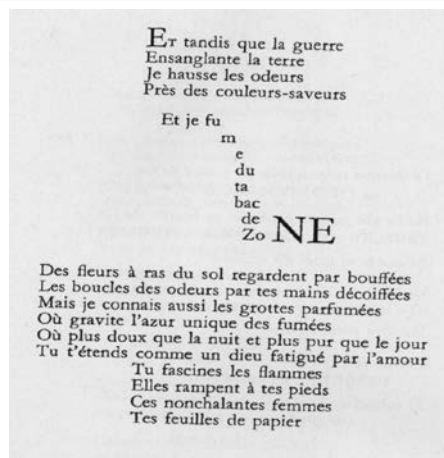 Et tandis que la guerre
Ensanglante la terre
Je hausse les odeurs
Près des couleurs-saveurs
Et je fu
m
e
du
ta
bac
de
Zo NE
Des fleurs à ras du sol regardent par bouffées
Les boucles des odeurs par tes mains décoiffées
Mais je connais aussi les grottes parfumées
Où gravite l'azur unique des fumées
Où plus doux que la nuit et plus pur que le jour
Tu t'étends comme un dieu fatigué par l'amour
Tu fascines les flammes
Elles rampent à tes pieds
Ces nonchalantes femmes
Tes feuilles de papier